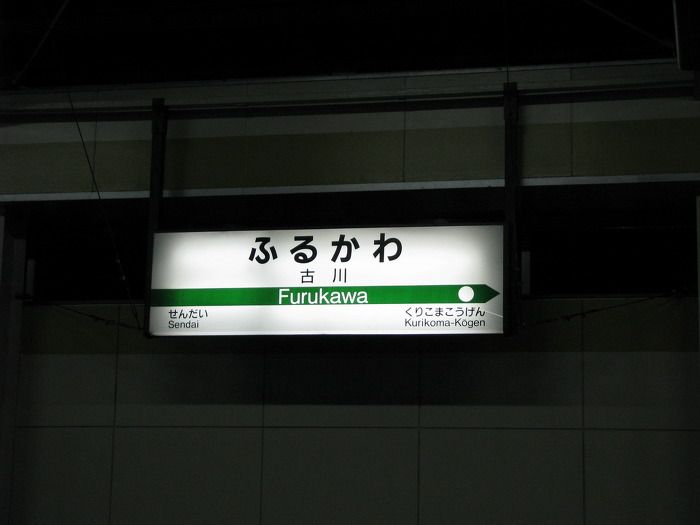 ふるかわ
古川
Furukawa
せんだい
Sendai
くりこまこうげん
Kurikoma-Kōgen